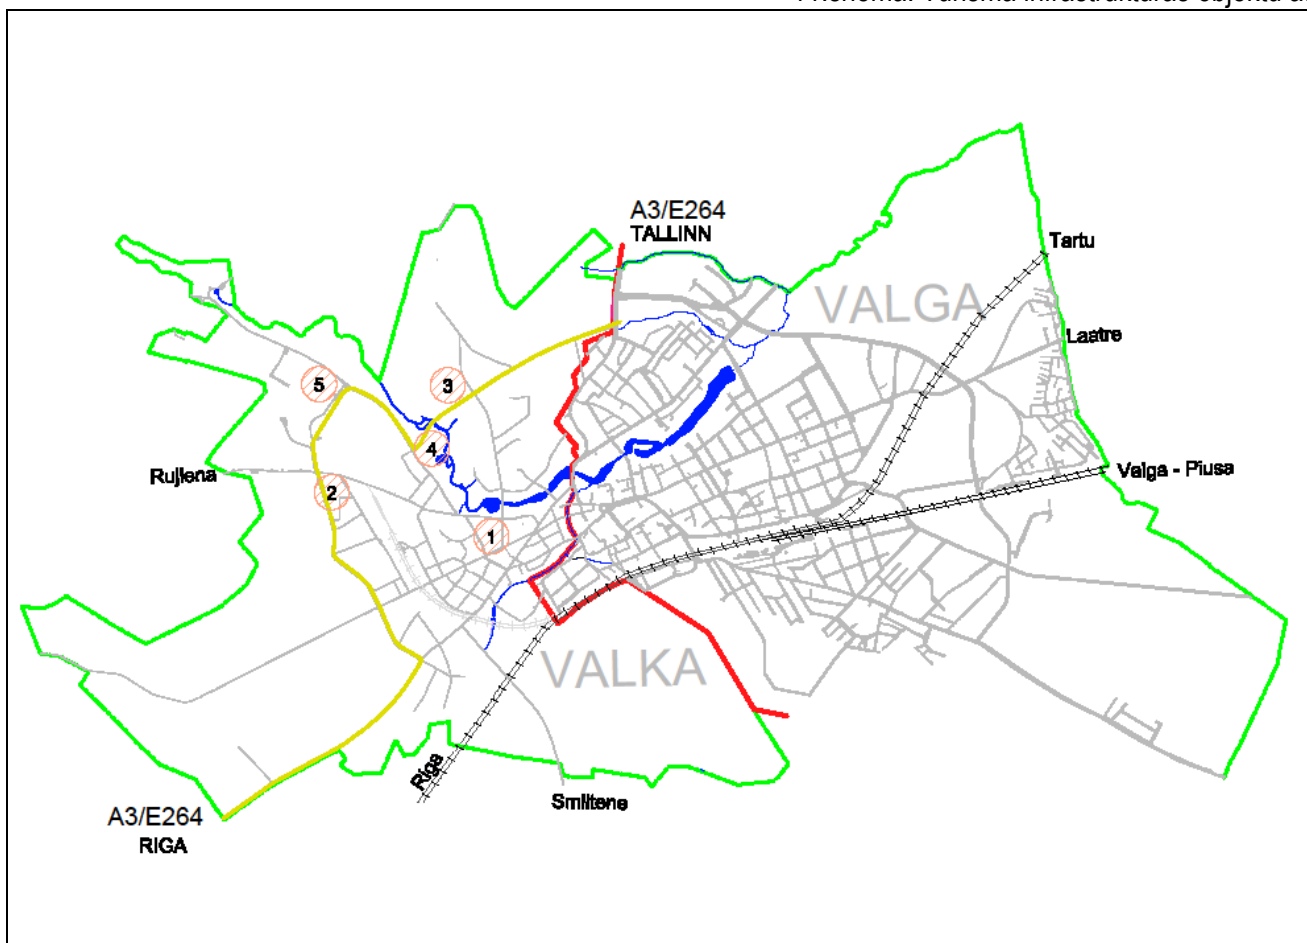 A3/E264
TALLINN
VALGA
Tartu
Laatre
Valga - Piusa
5
3
4
Rujiena
2
1
VALKA
Riga
Smiltene
A3/E264
RIGA